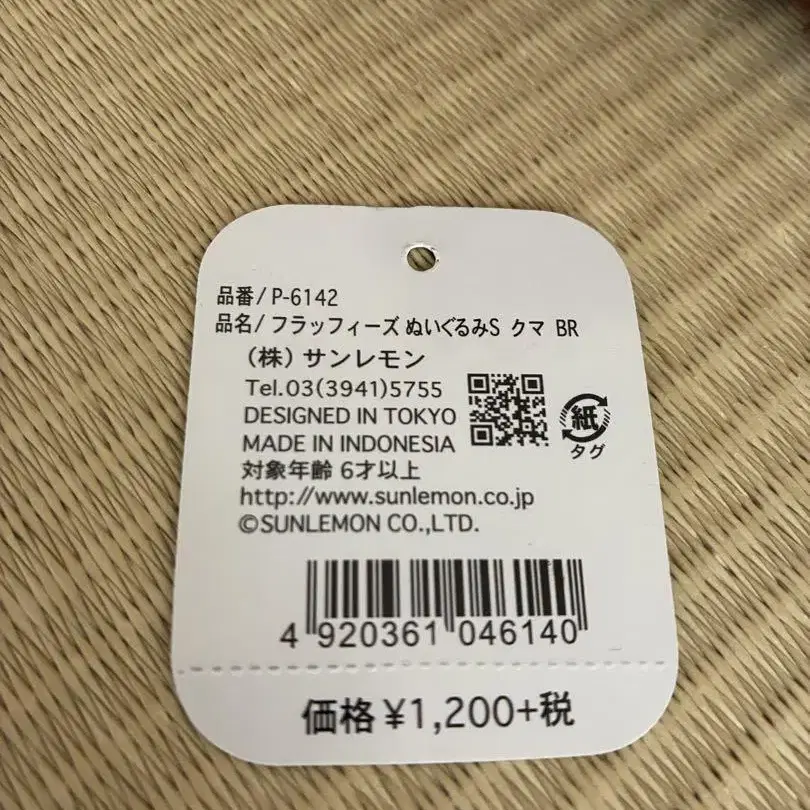 品番/P-6142
品名/フラッフィーズ ぬいぐるみS クマ BR
(株) サンレモン
Tel.03(3941)5755
DESIGNED IN TOKYO
MADE IN INDONESIA
紙
タグ
対象年齢 6才以上
http://www.sunlemon.co.jp
©SUNLEMON CO.,LTD.
4 920361 046140
価格 ¥1,200+税